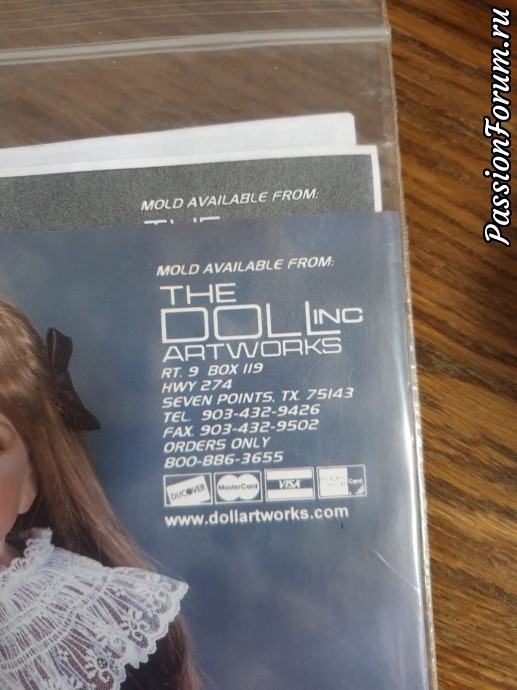 PassionForum.ru
MOLD AVAILABLE FROM:
THE
MOLD AVAILABLE FROM:
THE
DOLL INC
ARTWORKS
RT. 9 BOX 119
HWY 274
SEVEN POINTS, TX. 75143
TEL. 903-432-9426
FAX. 903-432-9502
ORDERS ONLY
800-886-3655
DISCOVER MasterCard VISA Card
www.dollartworks.com